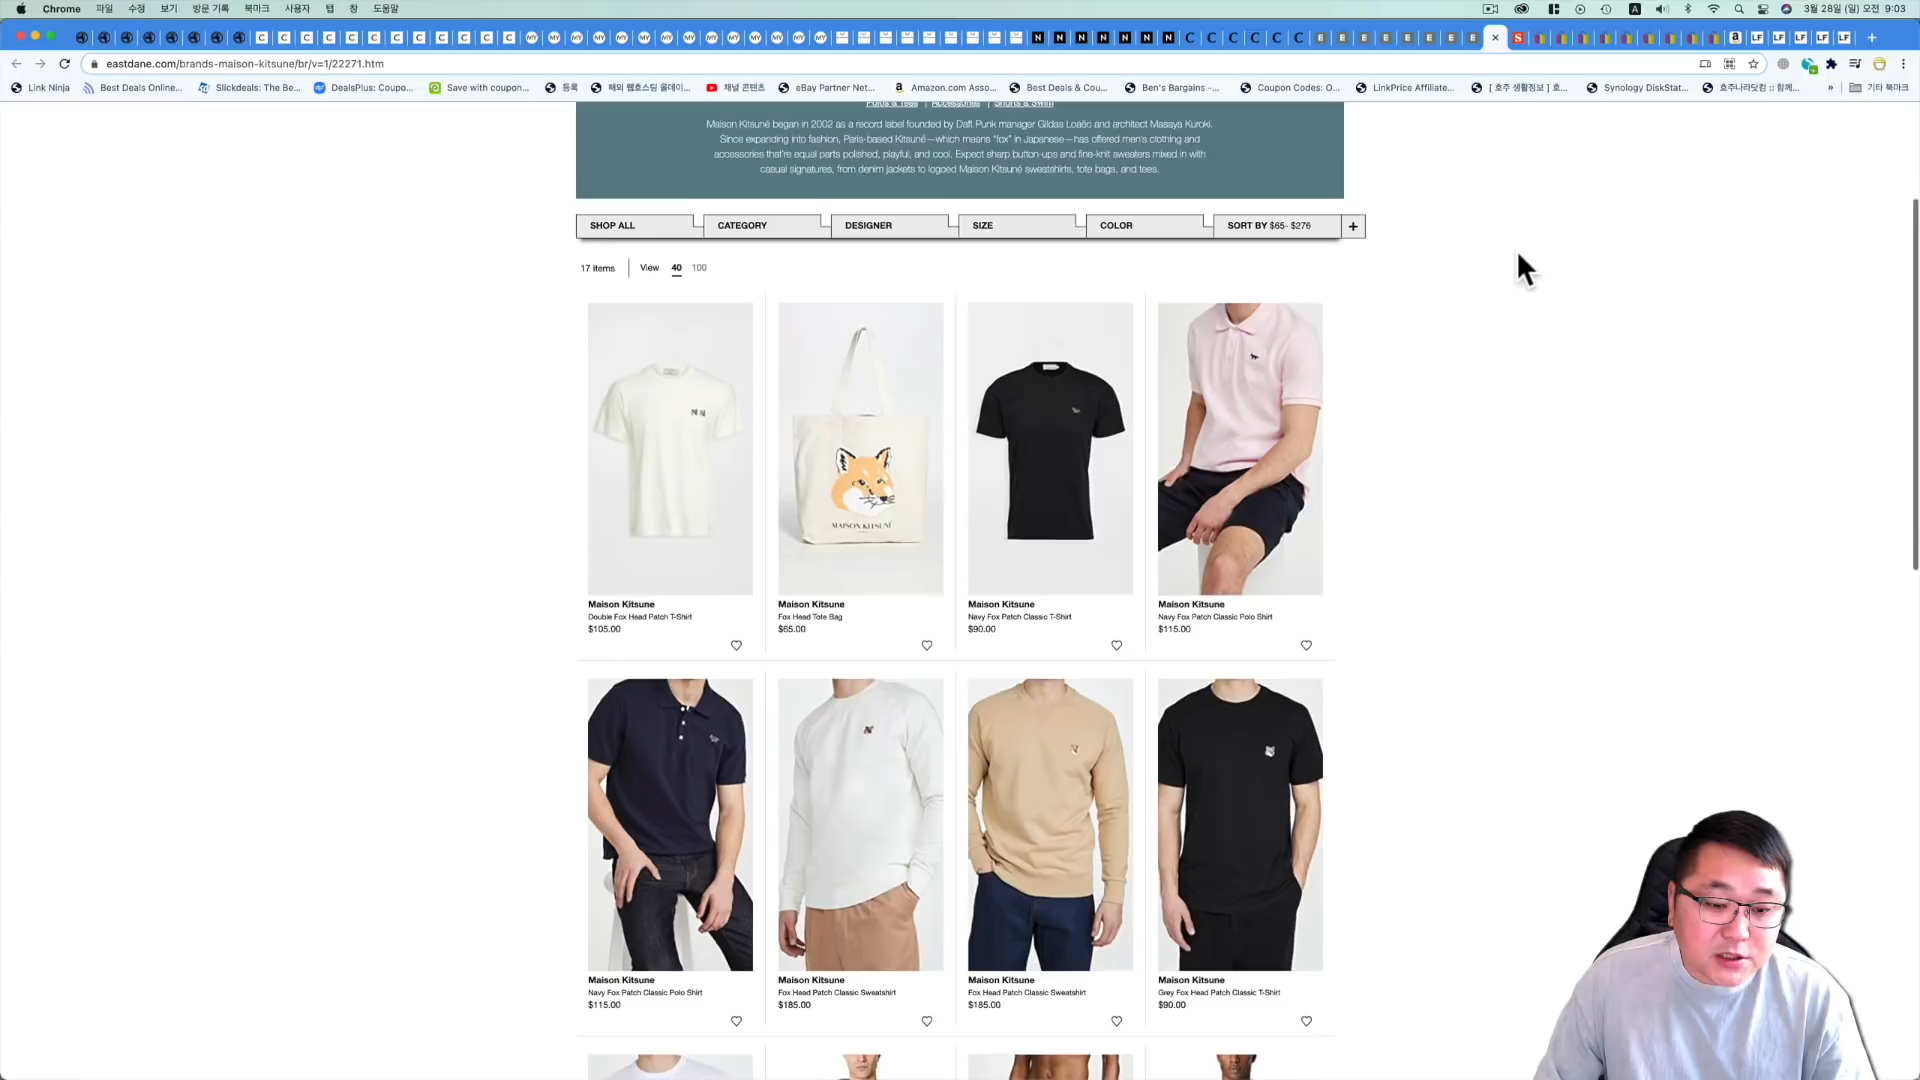 Chrome 파일 수정 보기 방문 기록 북마크 사용자 탭 창 도움말 3월 28일 (일) 오전 9:03
eastdane.com/brands-maison-kitsune/br/v=1/22271.htm
Link Ninja Best Deals Online... Slickdeals: The Be... DealsPlus: Coupo... Save with coupon... 등록 해외 웹호스팅 올데이... 채널 콘텐츠 eBay Partner Net... Amazon.com Asso... Best Deals & Cou... Ben's Bargains -... Coupon Codes: O... LinkPrice Affiliate... [ 호주 생활정보 ] 호... Synology DiskStat... 호주나라닷컴 :: 함께... » 기타 북마크
Polos & Tees | Accessories | Shorts & Swim
Maison Kitsuné began in 2002 as a record label founded by Daft Punk manager Gildas Loaëc and architect Masaya Kuroki.
Since expanding into fashion, Paris-based Kitsuné—which means "fox" in Japanese—has offered men's clothing and
accessories that're equal parts polished, playful, and cool. Expect sharp button-ups and fine-knit sweaters mixed in with
casual signatures, from denim jackets to logoed Maison Kitsuné sweatshirts, tote bags, and tees.
SHOP ALL CATEGORY DESIGNER SIZE COLOR SORT BY $65- $276 +
17 items View 40 100
MAISON KITSUNÉ
Maison Kitsune Maison Kitsune Maison Kitsune Maison Kitsune
Double Fox Head Patch T-Shirt Fox Head Tote Bag Navy Fox Patch Classic T-Shirt Navy Fox Patch Classic Polo Shirt
$105.00 $65.00 $90.00 $115.00
Maison Kitsune Maison Kitsune Maison Kitsune Maison Kitsune
Navy Fox Patch Classic Polo Shirt Fox Head Patch Classic Sweatshirt Fox Head Patch Classic Sweatshirt Grey Fox Head Patch Classic T-Shirt
$115.00 $185.00 $185.00 $90.00